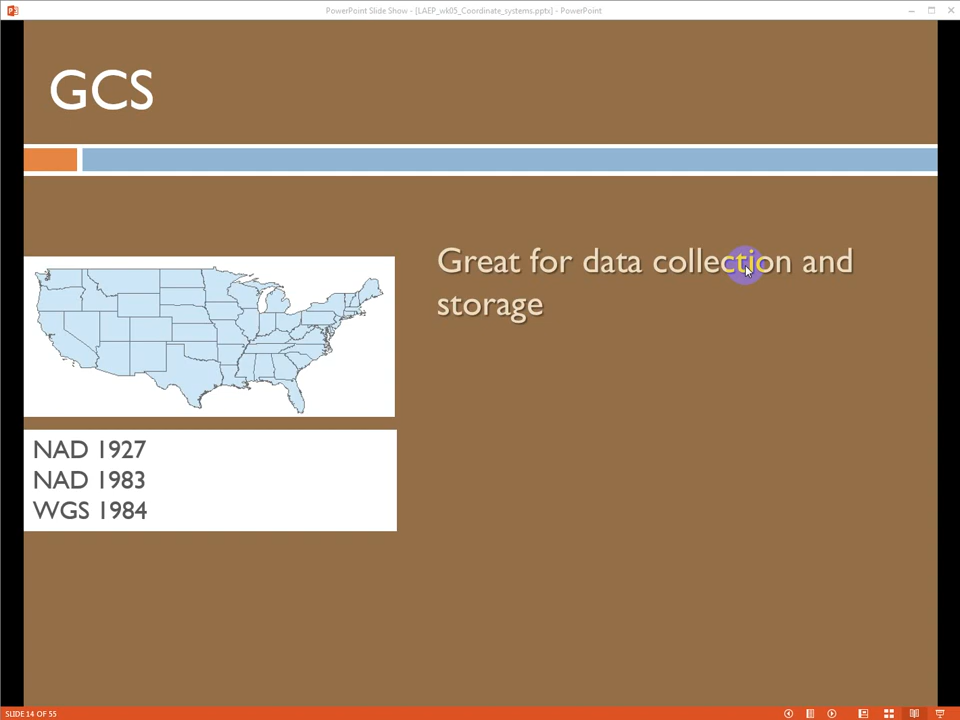 PowerPoint Slide Show - [LAEP_wk05_Coordinate_systems.pptx] - PowerPoint
GCS
Great for data collection and
storage
NAD 1927
NAD 1983
WGS 1984
SLIDE 14 OF 55